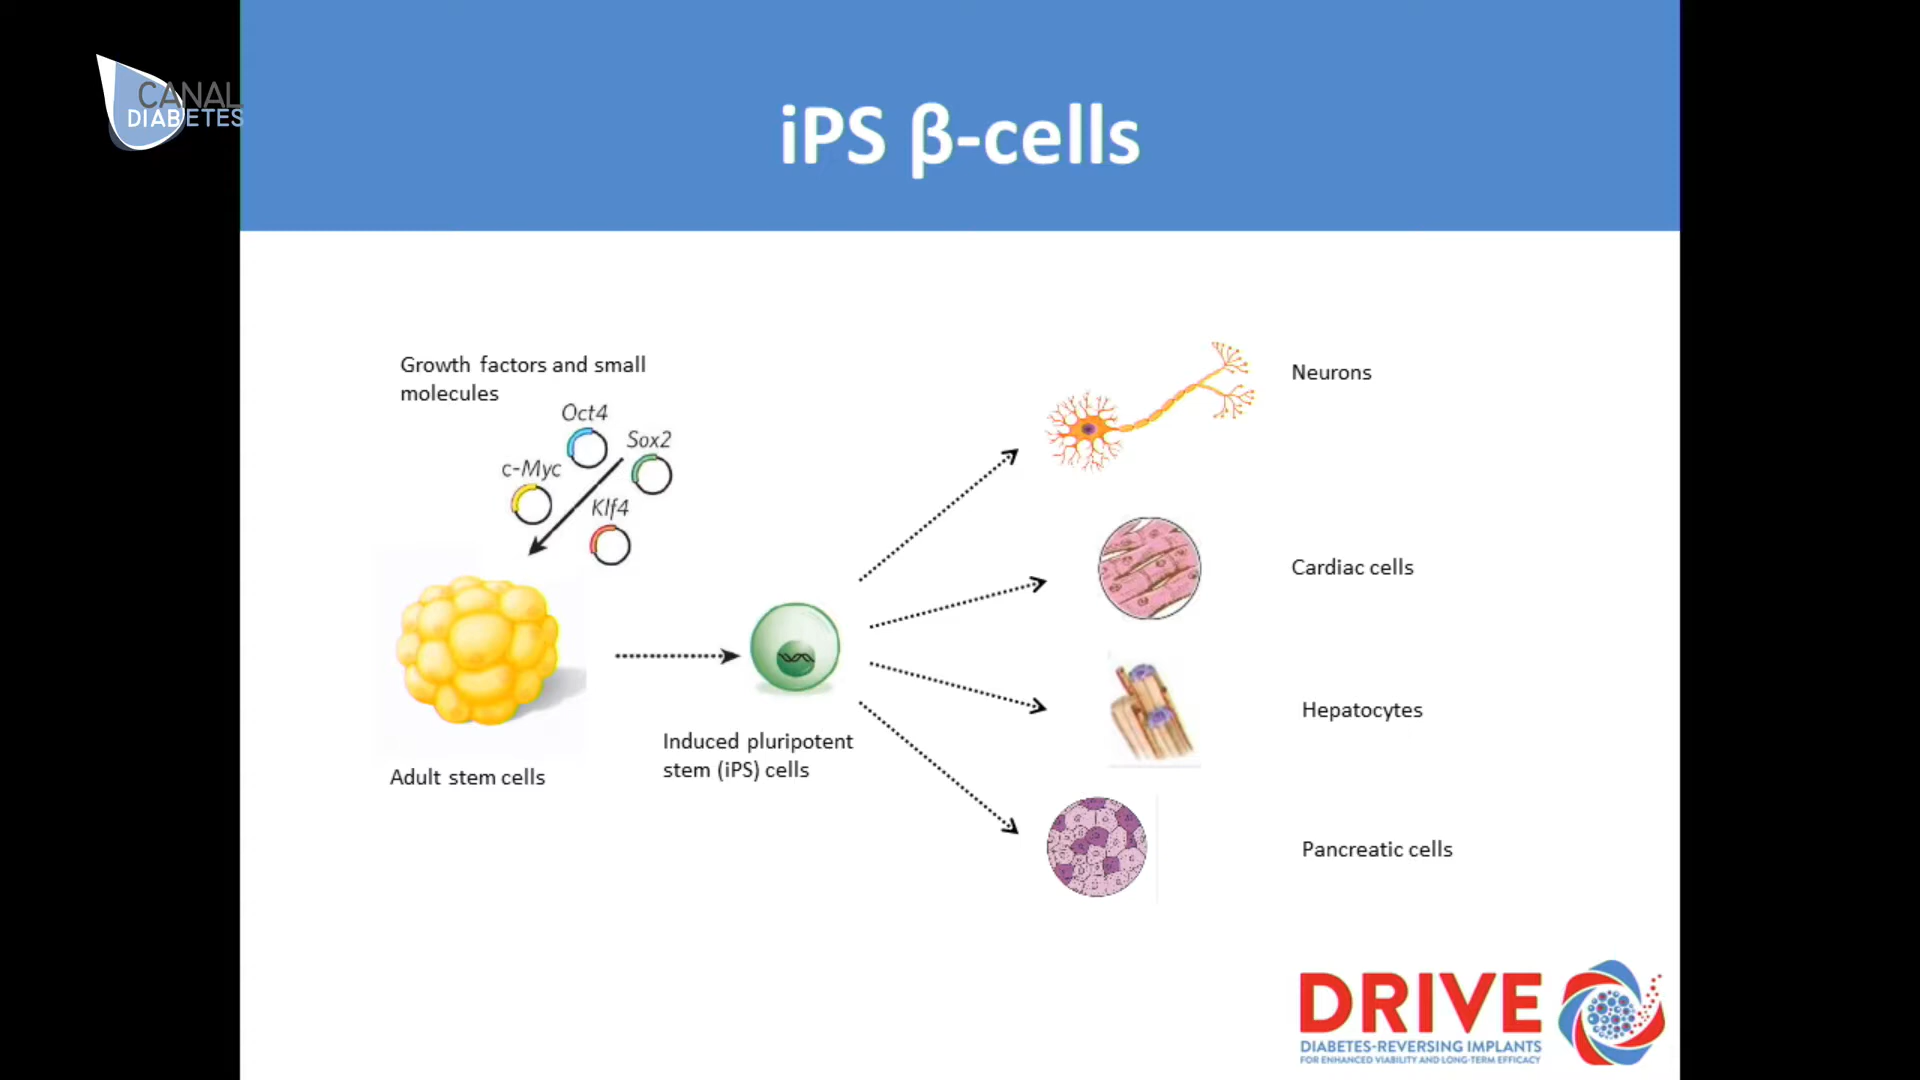 CANAL
DIABETES
iPS β-cells
Growth factors and small
molecules
Oct4
Sox2
c-Myc
Klf4
Adult stem cells
Induced pluripotent
stem (iPS) cells
Neurons
Cardiac cells
Hepatocytes
Pancreatic cells
DRIVE
DIABETES-REVERSING IMPLANTS
FOR ENHANCED VIABILITY AND LONG-TERM EFFICACY